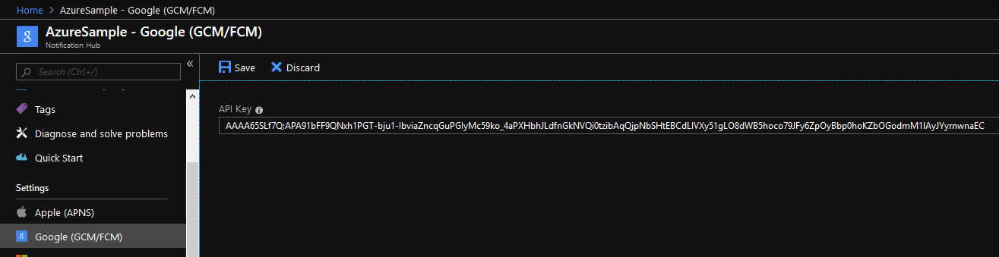 Home > AzureSample - Google (GCM/FCM)
AzureSample - Google (GCM/FCM)
Notification Hub
Search (Ctrl+/)
Save
Discard
Tags
Diagnose and solve problems
Quick Start
Settings
Apple (APNS)
Google (GCM/FCM)
API Key
AAAA65SLf7Q:APA91bFF9QNxh1PGT-bju1-IbviaZncqGuPGlyMc59ko_4aPXHbhJLdfnGkNVQi0tzibAqQjpNbSHtEBCdLIVXy51gLO8dWB5hoco79JFy6ZpOyBbp0hoKZbOGodmM1IAyJYyrnwnaEC